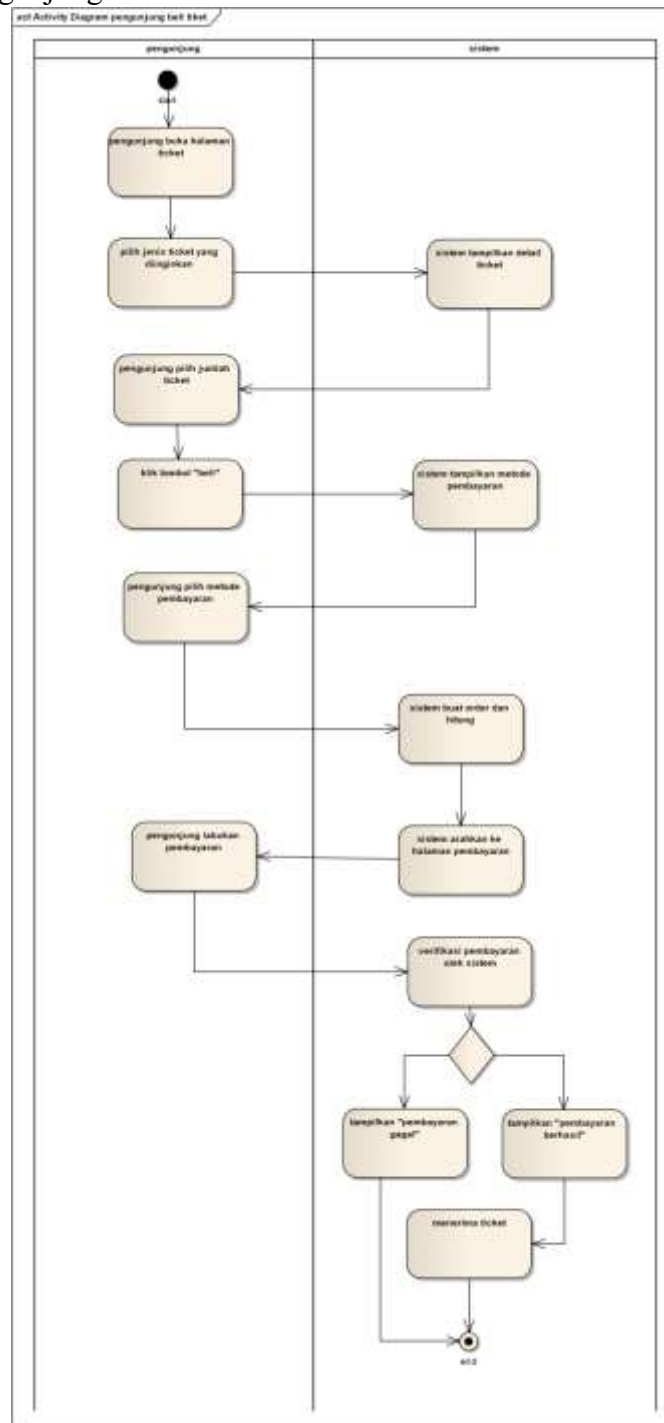 gunjung
act Activity Diagram pengunjung beli tiket
pengunjung
sistem
start
pengunjung buka halaman
ticket
pilih jenis ticket yang
diinginkan
sistem tampilkan detail
ticket
pengunjung pilih jumlah
ticket
klik tombol "beli"
sistem tampilkan metode
pembayaran
pengunjung pilih metode
pembayaran
sistem buat order dan
hitung
sistem arahkan ke
halaman pembayaran
pengunjung lakukan
pembayaran
verifikasi pembayaran
oleh sistem
tampilkan "pembayaran
gagal"
tampilkan "pembayaran
berhasil"
menerima ticket
end